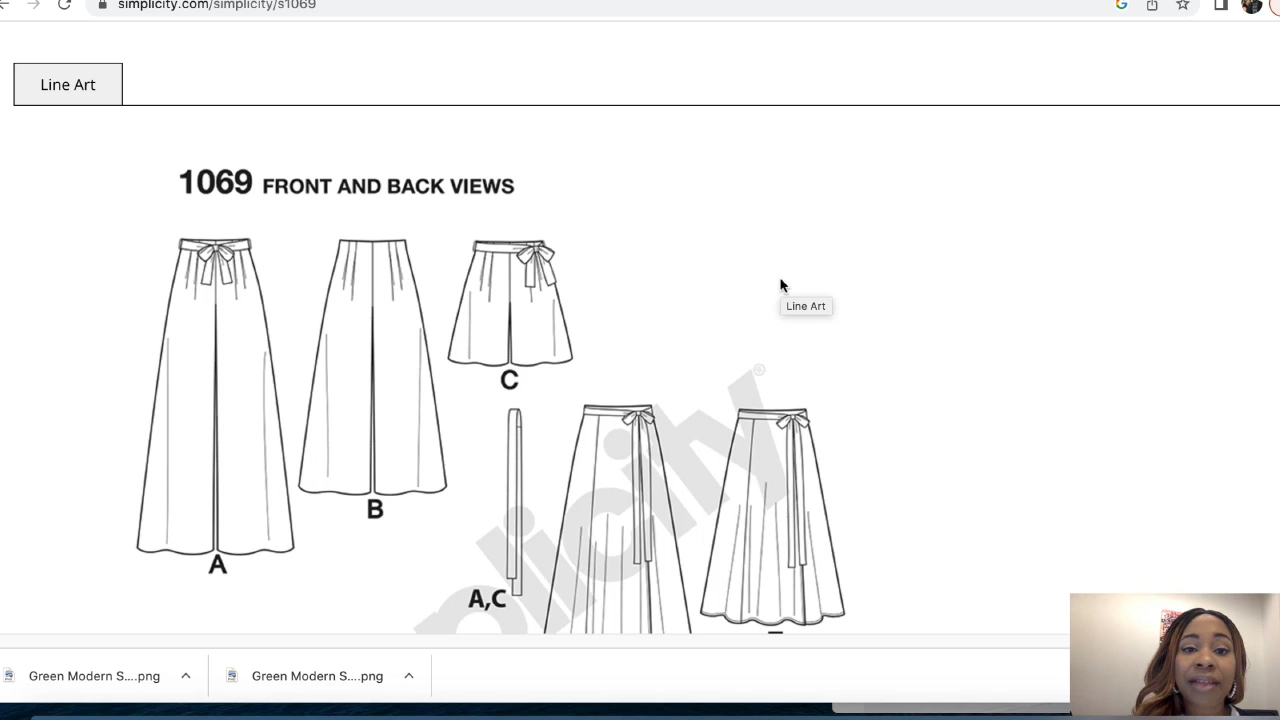 simplicity.com/simplicity/s1069
Line Art
1069 FRONT AND BACK VIEWS
Line Art
C
plicity®
B
A
A,C
Green Modern S....png
Green Modern S....png